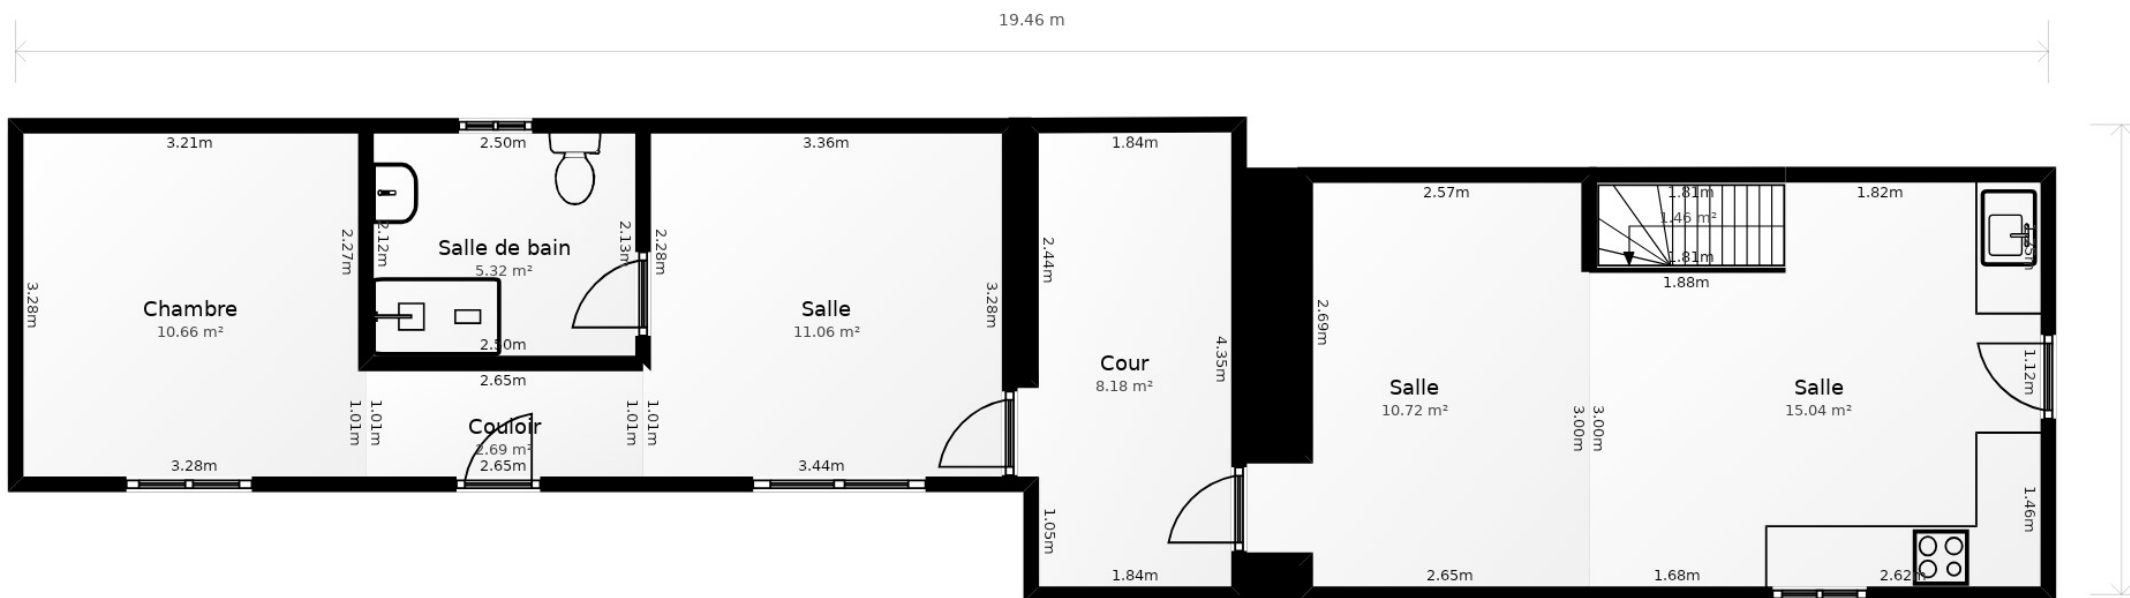 19.46 m
3.21m
2.50m
3.36m
1.84m
2.57m
1.81m
1.82m
1.46 m²
2.27m
2.12m
2.13m
2.28m
2.44m
Salle de bain
5.32 m²
1.81m
1.88m
3.28m
Chambre
10.66 m²
Salle
11.06 m²
3.28m
2.69m
2.50m
4.35m
Cour
8.18 m²
1.12m
2.65m
Salle
10.72 m²
Salle
15.04 m²
1.01m
1.01m
Couloir
2.69 m²
1.01m
1.01m
3.00m
3.00m
3.28m
2.65m
3.44m
1.05m
1.46m
1.84m
2.65m
1.68m
2.62m